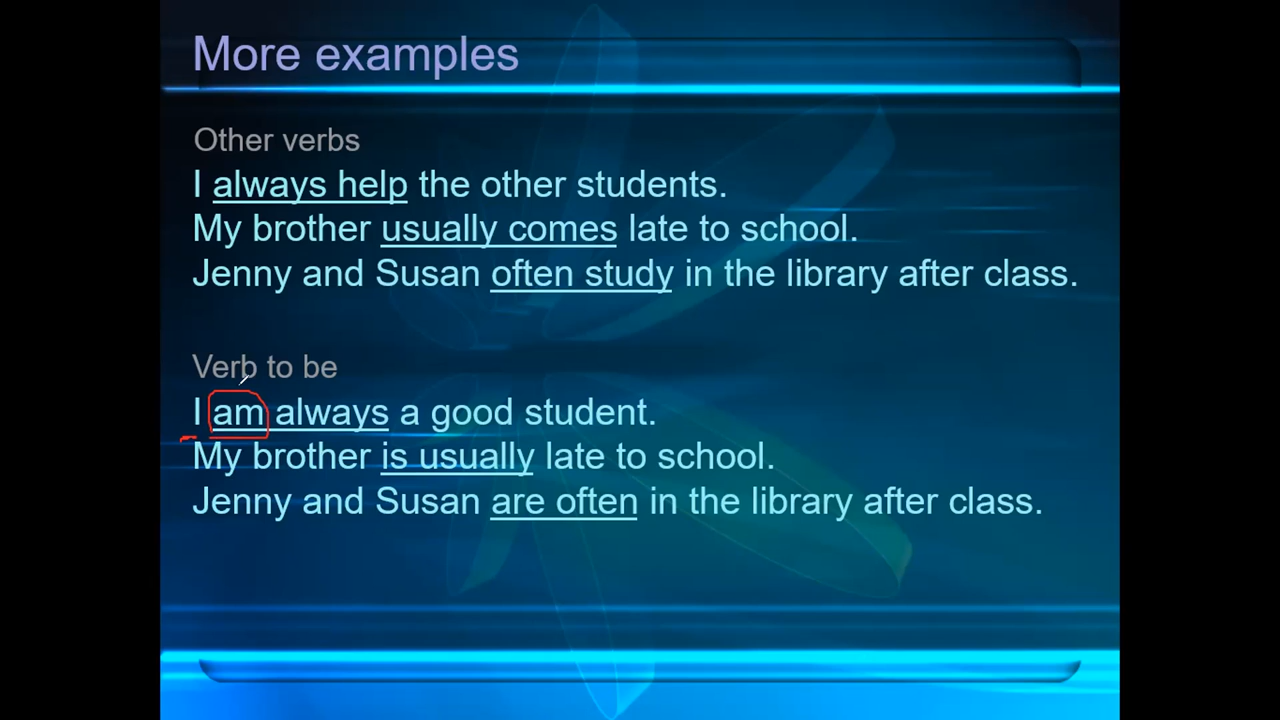 More examples
Other verbs
I always help the other students.
My brother usually comes late to school.
Jenny and Susan often study in the library after class.
Verb to be
I am always a good student.
My brother is usually late to school.
Jenny and Susan are often in the library after class.